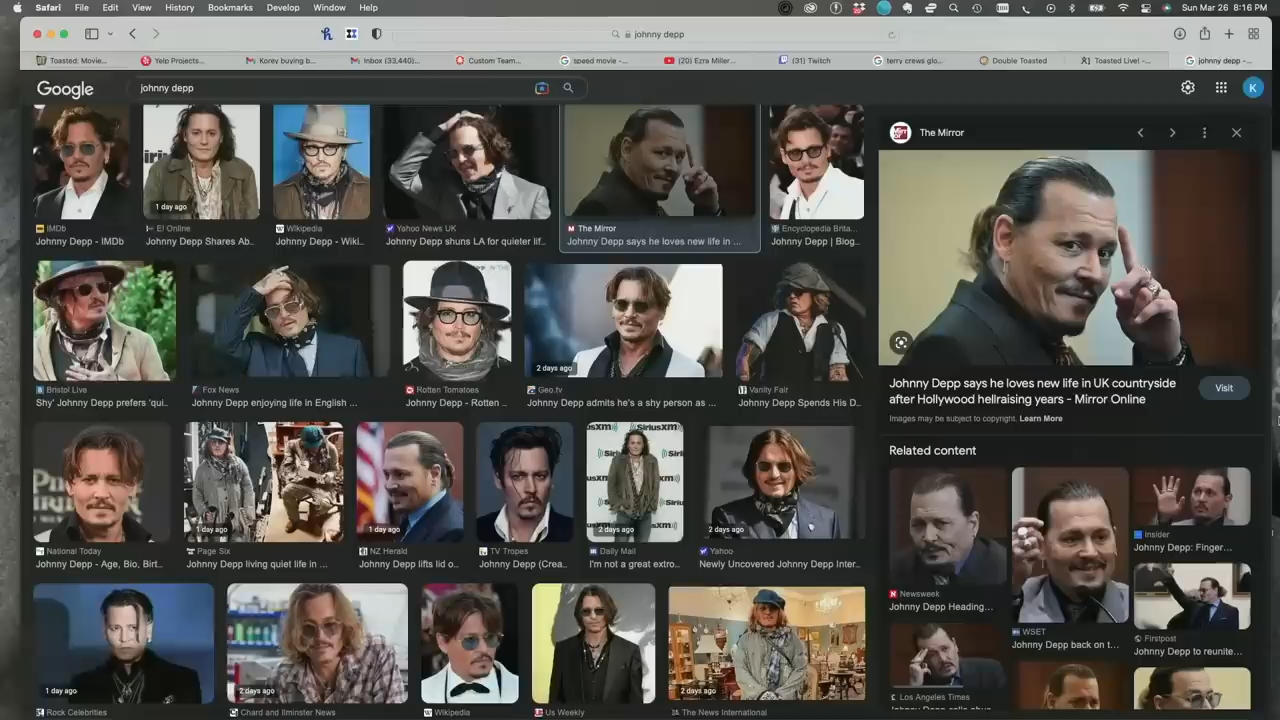 Safari File Edit View History Bookmarks Develop Window Help
Sun Mar 26 8:16 PM
johnny depp
Toasted: Movie...
Yelp Projects...
Korey buying b...
Inbox (33,440)...
Custom Team...
speed movie -...
(20) Ezra Miller...
(31) Twitch
terry crews glo...
Double Toasted
Toasted Live! -...
johnny depp -...
Google
johnny depp
K
IMDb
Johnny Depp - IMDb
1 day ago
E! Online
Johnny Depp Shares Ab...
Wikipedia
Johnny Depp - Wiki...
Yahoo News UK
Johnny Depp shuns LA for quieter lif...
The Mirror
Johnny Depp says he loves new life in ...
Encyclopedia Brita...
Johnny Depp | Biog...
Bristol Live
Shy' Johnny Depp prefers 'qui...
Fox News
Johnny Depp enjoying life in English ...
Rotten Tomatoes
Johnny Depp - Rotten ...
2 days ago
Geo.tv
Johnny Depp admits he's a shy person as ...
Vanity Fair
Johnny Depp Spends His D...
National Today
Johnny Depp - Age, Bio, Birt...
1 day ago
Page Six
Johnny Depp living quiet life in ...
1 day ago
NZ Herald
Johnny Depp lifts lid o...
TV Tropes
Johnny Depp (Crea...
SiriusXM
2 days ago
Daily Mail
I'm not a great extro...
2 days ago
Yahoo
Newly Uncovered Johnny Depp Inter...
1 day ago
Rock Celebrities
2 days ago
Chard and Ilminster News
Wikipedia
Us Weekly
2 days ago
The News International
The Mirror
Johnny Depp says he loves new life in UK countryside
after Hollywood hellraising years - Mirror Online
Visit
Images may be subject to copyright. Learn More
Related content
Newsweek
Johnny Depp Heading...
WSET
Johnny Depp back on t...
Insider
Johnny Depp: Finger...
Firstpost
Johnny Depp to reunite...
Los Angeles Times